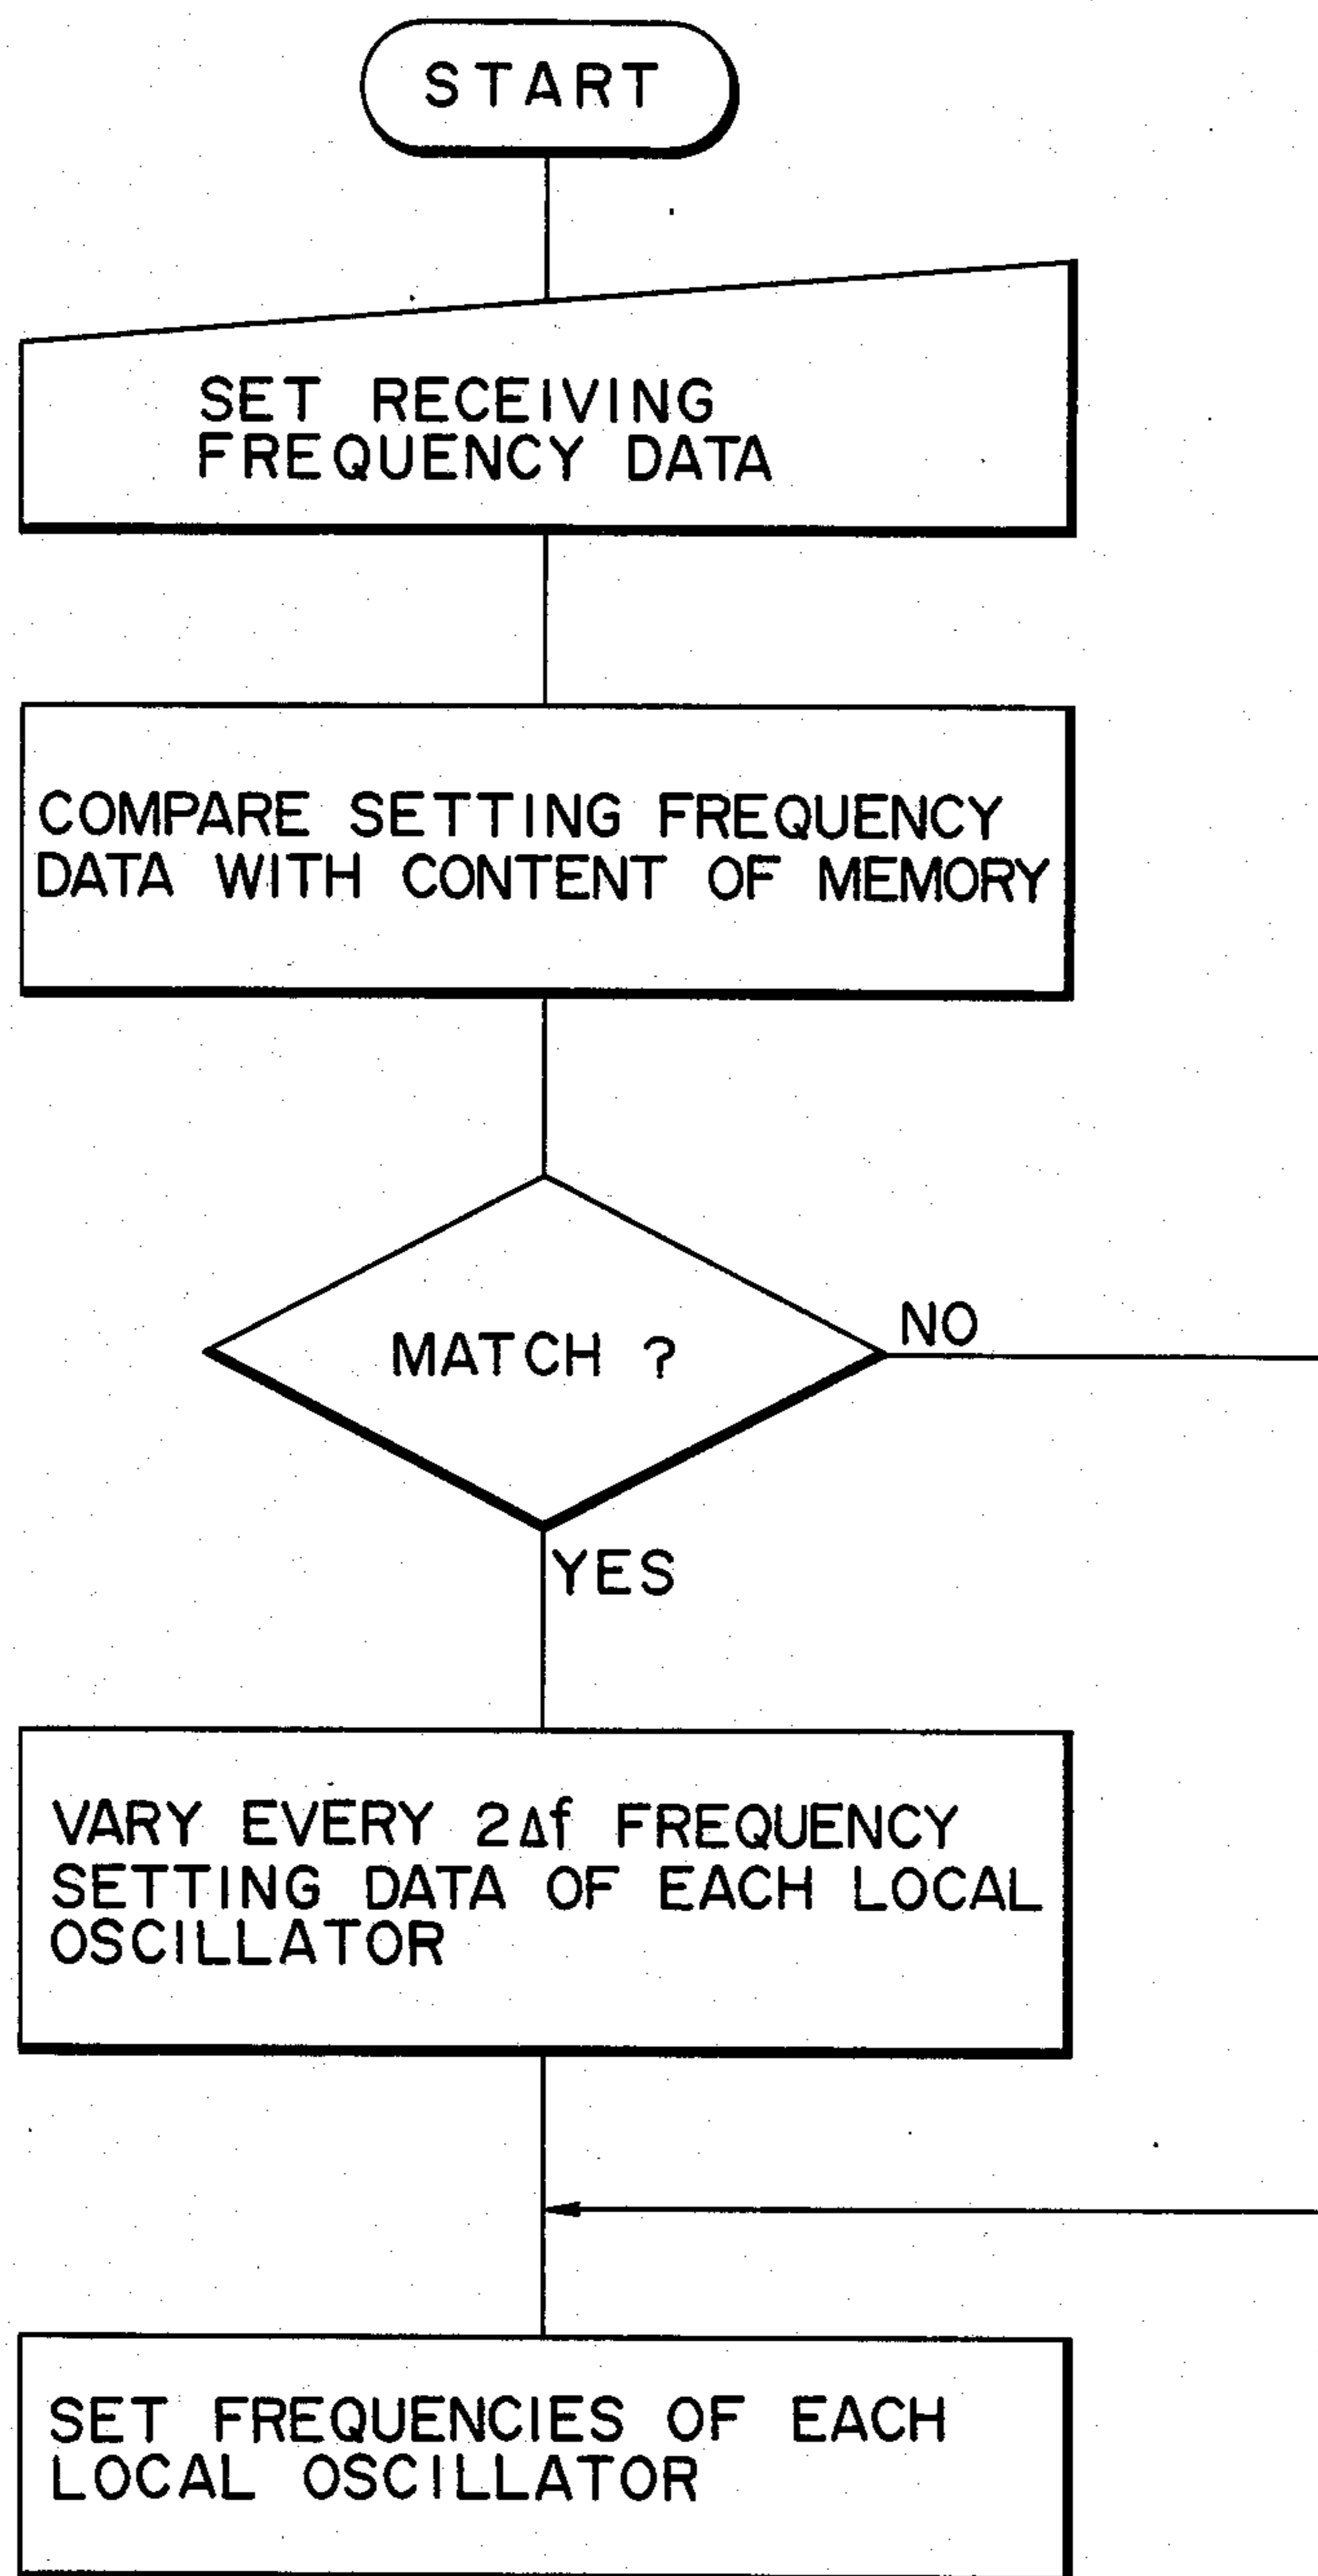 START
SET RECEIVING
FREQUENCY DATA
COMPARE SETTING FREQUENCY
DATA WITH CONTENT OF MEMORY
MATCH ?
NO
YES
VARY EVERY 2Δf FREQUENCY
SETTING DATA OF EACH LOCAL
OSCILLATOR
SET FREQUENCIES OF EACH
LOCAL OSCILLATOR